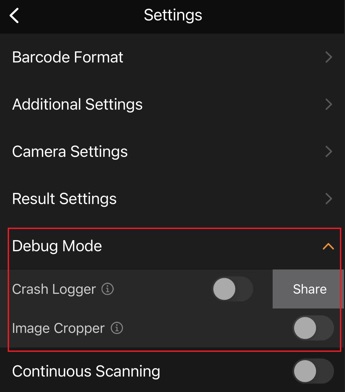 Settings
Barcode Format
Additional Settings
Camera Settings
Result Settings
Debug Mode
Crash Logger Share
Image Cropper
Continuous Scanning